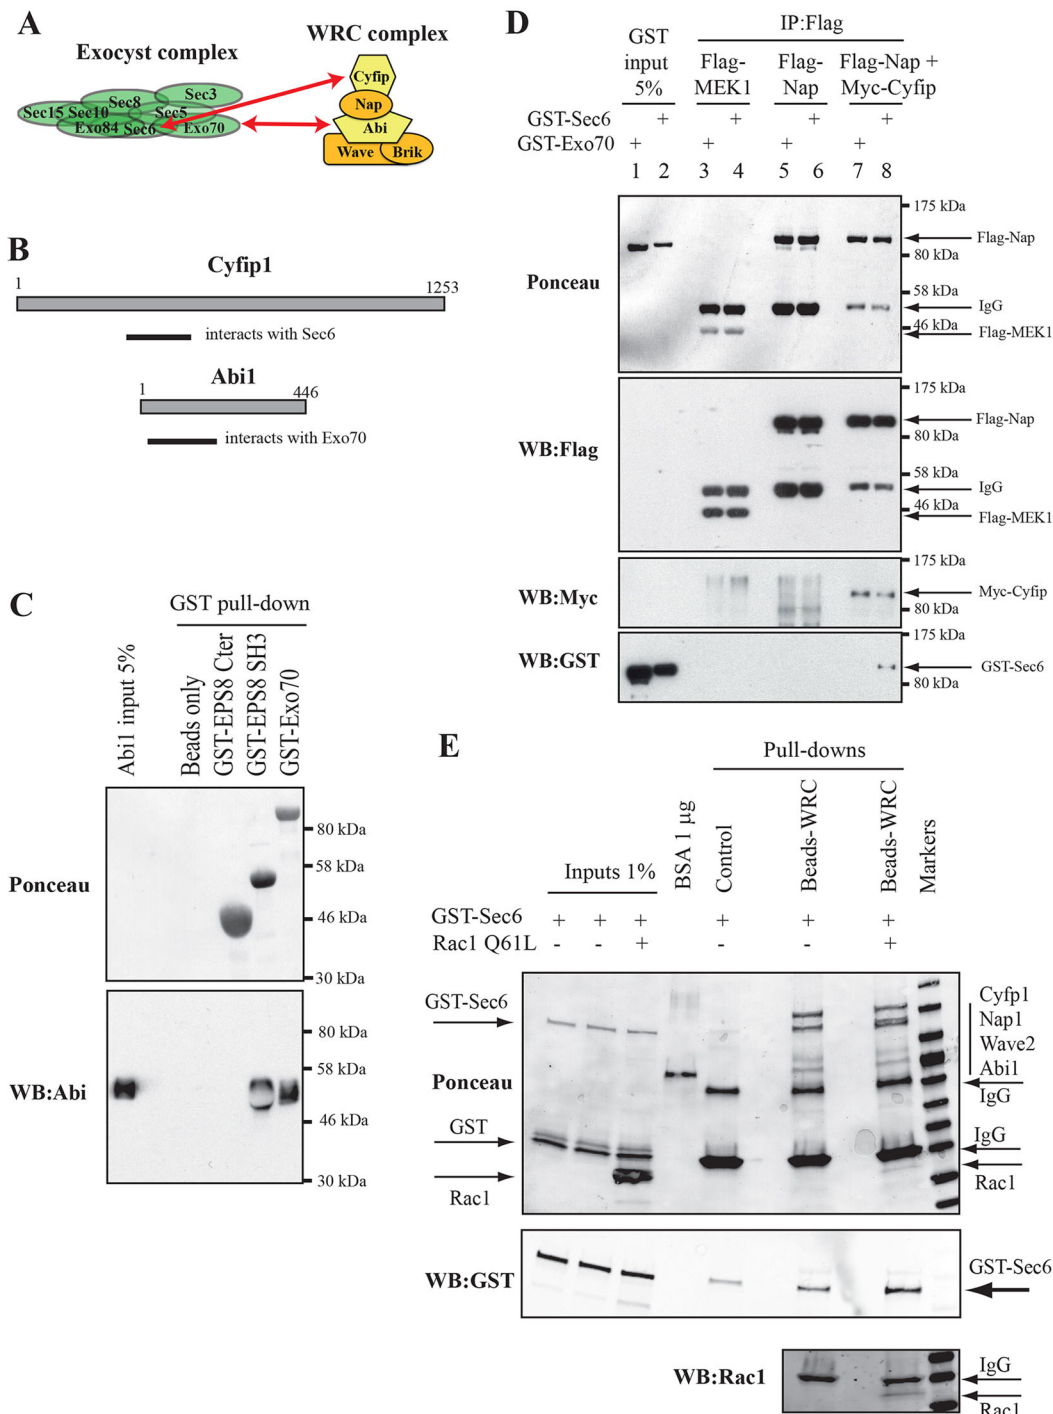 A
Exocyst complex
WRC complex
Sec3
Sec8
Sec15 Sec10
Sec5
Exo84 Sec6
Exo70
Cyfip
Nap
Abi
Wave
Brik
B
Cyfip1
1
1253
interacts with Sec6
Abi1
1
446
interacts with Exo70
C
GST pull-down
Abi1 input 5%
Beads only
GST-EPS8 Cter
GST-EPS8 SH3
GST-Exo70
Ponceau
80 kDa
58 kDa
46 kDa
30 kDa
WB:Abi
80 kDa
58 kDa
46 kDa
30 kDa
D
IP:Flag
GST input 5%
Flag-MEK1
Flag-Nap
Flag-Nap + Myc-Cyfip
GST-Sec6 + + + +
GST-Exo70 + + + +
1 2 3 4 5 6 7 8
Ponceau
175 kDa
Flag-Nap
80 kDa
58 kDa
IgG
46 kDa
Flag-MEK1
WB:Flag
175 kDa
Flag-Nap
80 kDa
58 kDa
IgG
46 kDa
Flag-MEK1
WB:Myc
175 kDa
Myc-Cyfip
80 kDa
WB:GST
175 kDa
GST-Sec6
80 kDa
E
Pull-downs
Inputs 1%
BSA 1 µg
Control
Beads-WRC
Beads-WRC
Markers
GST-Sec6 + + + + + +
Rac1 Q61L - - + - - +
GST-Sec6
Ponceau
GST
Rac1
Cyfp1
Nap1
Wave2
Abi1
IgG
IgG
Rac1
WB:GST
GST-Sec6
WB:Rac1
IgG
Rac1